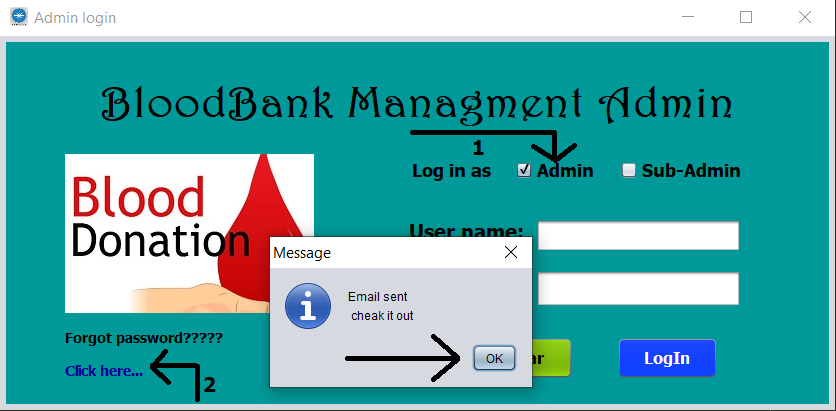 Admin login
BloodBank Managment Admin
1
Log in as Admin Sub-Admin
Blood
Donation
User name:
Message
Email sent
cheak it out
OK
Forgot password?????
Click here...
2
LogIn